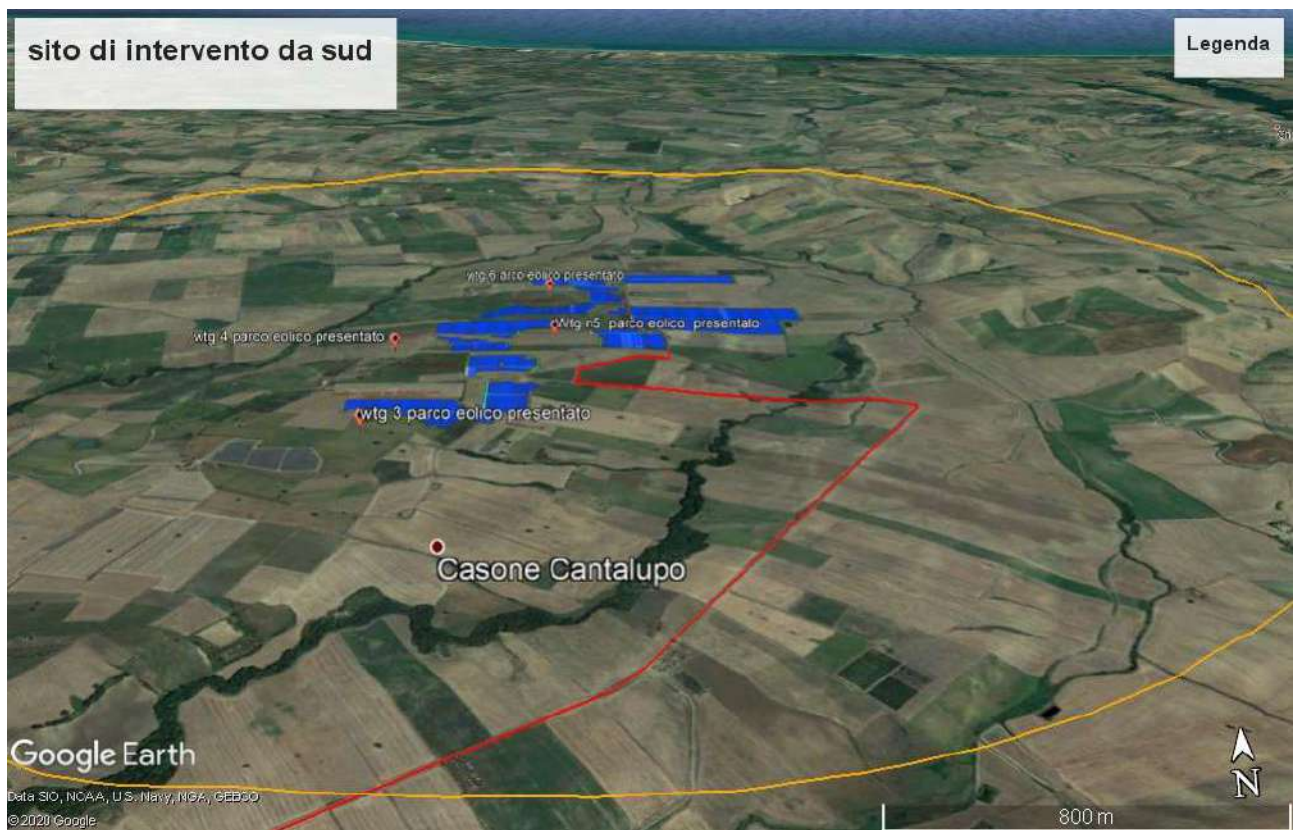 sito di intervento da sud
Legenda
wtg 6 arco eolico presentato
Wtg n5 parco eolico presentato
wtg 4 parco eolico presentato
wtg 3 parco eolico presentato
Casone Cantalupo
Google Earth
N
Data SIO, NOAA, U.S. Navy, NGA, GEBCO
© 2020 Google
800 m